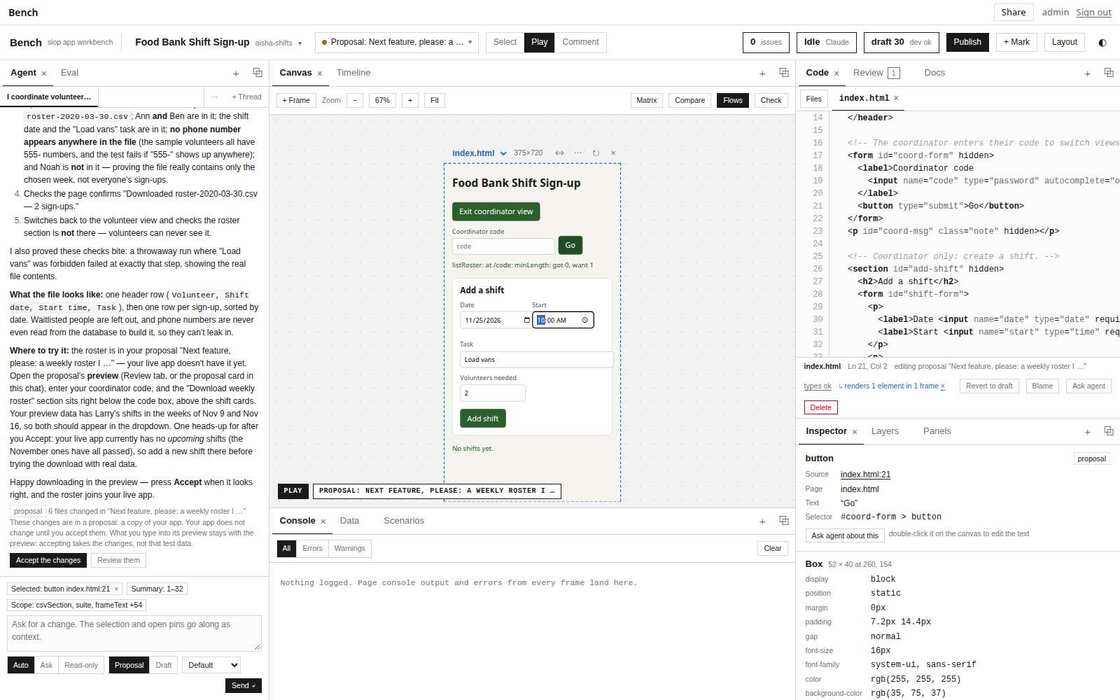 Bench
Share admin Sign out
Bench slop app workbench Food Bank Shift Sign-up aisha-shifts ▾ Proposal: Next feature, please: a … ▾ Select Play Comment 0 issues Idle Claude draft 30 dev ok Publish + Mark Layout
Agent × Eval
I coordinate volunteer… ··· + Thread
roster-2020-03-30.csv ; Ann and Ben are in it; the shift
date and the "Load vans" task are in it; no phone number
appears anywhere in the file (the sample volunteers all have
555- numbers, and the test fails if "555-" shows up anywhere);
and Noah is not in it — proving the file really contains only the
chosen week, not everyone's sign-ups.
4. Checks the page confirms "Downloaded roster-2020-03-30.csv
— 2 sign-ups."
5. Switches back to the volunteer view and checks the roster
section is not there — volunteers can never see it.
I also proved these checks bite: a throwaway run where "Load
vans" was forbidden failed at exactly that step, showing the real
file contents.
What the file looks like: one header row ( Volunteer, Shift
date, Start time, Task ), then one row per sign-up, sorted by
date. Waitlisted people are left out, and phone numbers are never
even read from the database to build it, so they can't leak in.
Where to try it: the roster is in your proposal "Next feature,
please: a weekly roster I …" — your live app doesn't have it yet.
Open the proposal's preview (Review tab, or the proposal card in
this chat), enter your coordinator code, and the "Download weekly
roster" section sits right below the code box, above the shift cards.
Your preview data has Larry's shifts in the weeks of Nov 9 and Nov
16, so both should appear in the dropdown. One heads-up for after
you Accept: your live app currently has no upcoming shifts (the
November ones have all passed), so add a new shift there before
trying the download with real data.
Happy downloading in the preview — press Accept when it looks
right, and the roster joins your live app.
proposal 6 files changed in "Next feature, please: a weekly roster I …"
These changes are in a proposal: a copy of your app. Your app does not
change until you accept them. What you type into its preview stays with the
preview: accepting takes the changes, not that test data.
Accept the changes Review them
Selected: button index.html:21 × Summary: 1–32
Scope: csvSection, suite, frameText +54
Ask for a change. The selection and open pins go along as
context.
Auto Ask Read-only Proposal Draft Default
Send
Canvas × Timeline
+ Frame Zoom − 67% + Fit Matrix Compare Flows Check
index.html 375×720 ··· ×
Food Bank Shift Sign-up
Exit coordinator view
Coordinator code
code Go
listRoster: at /code: minLength: got 0, want 1
Add a shift
Date Start
11/25/2026 10:00 AM
Task
Load vans
Volunteers needed
2
Add shift
No shifts yet.
PLAY PROPOSAL: NEXT FEATURE, PLEASE: A WEEKLY ROSTER I …
Console × Data Scenarios
All Errors Warnings Clear
Nothing logged. Page console output and errors from every frame land here.
Code × Review 1 Docs
Files index.html ×
14 </header>
15
16 <!-- The coordinator enters their code to switch views
17 <form id="coord-form" hidden>
18 <label>Coordinator code
19 <input name="code" type="password" autocomplete="o
20 </label>
21 <button type="submit">Go</button>
22 </form>
23 <p id="coord-msg" class="note" hidden></p>
24
25 <!-- Coordinator only: create a shift. -->
26 <section id="add-shift" hidden>
27 <h2>Add a shift</h2>
28 <form id="shift-form">
29 <p>
30 <label>Date <input name="date" type="date" requi
31 <label>Start <input name="start" type="time" req
32 </p>
33 <p>
index.html Ln 21, Col 2 editing proposal "Next feature, please: a weekly roster I …"
types ok ↳ renders 1 element in 1 frame × Revert to draft Blame Ask agent
Delete
Inspector × Layers Panels
button proposal
Source index.html:21
Page index.html
Text "Go"
Selector #coord-form > button
Ask agent about this double-click it on the canvas to edit the text
Box 52 × 40 at 260, 154
display block
position static
margin 0px
padding 7.2px 14.4px
gap normal
font-size 16px
font-family system-ui, sans-serif
color rgb(255, 255, 255)
background-color rgb(35, 75, 37)